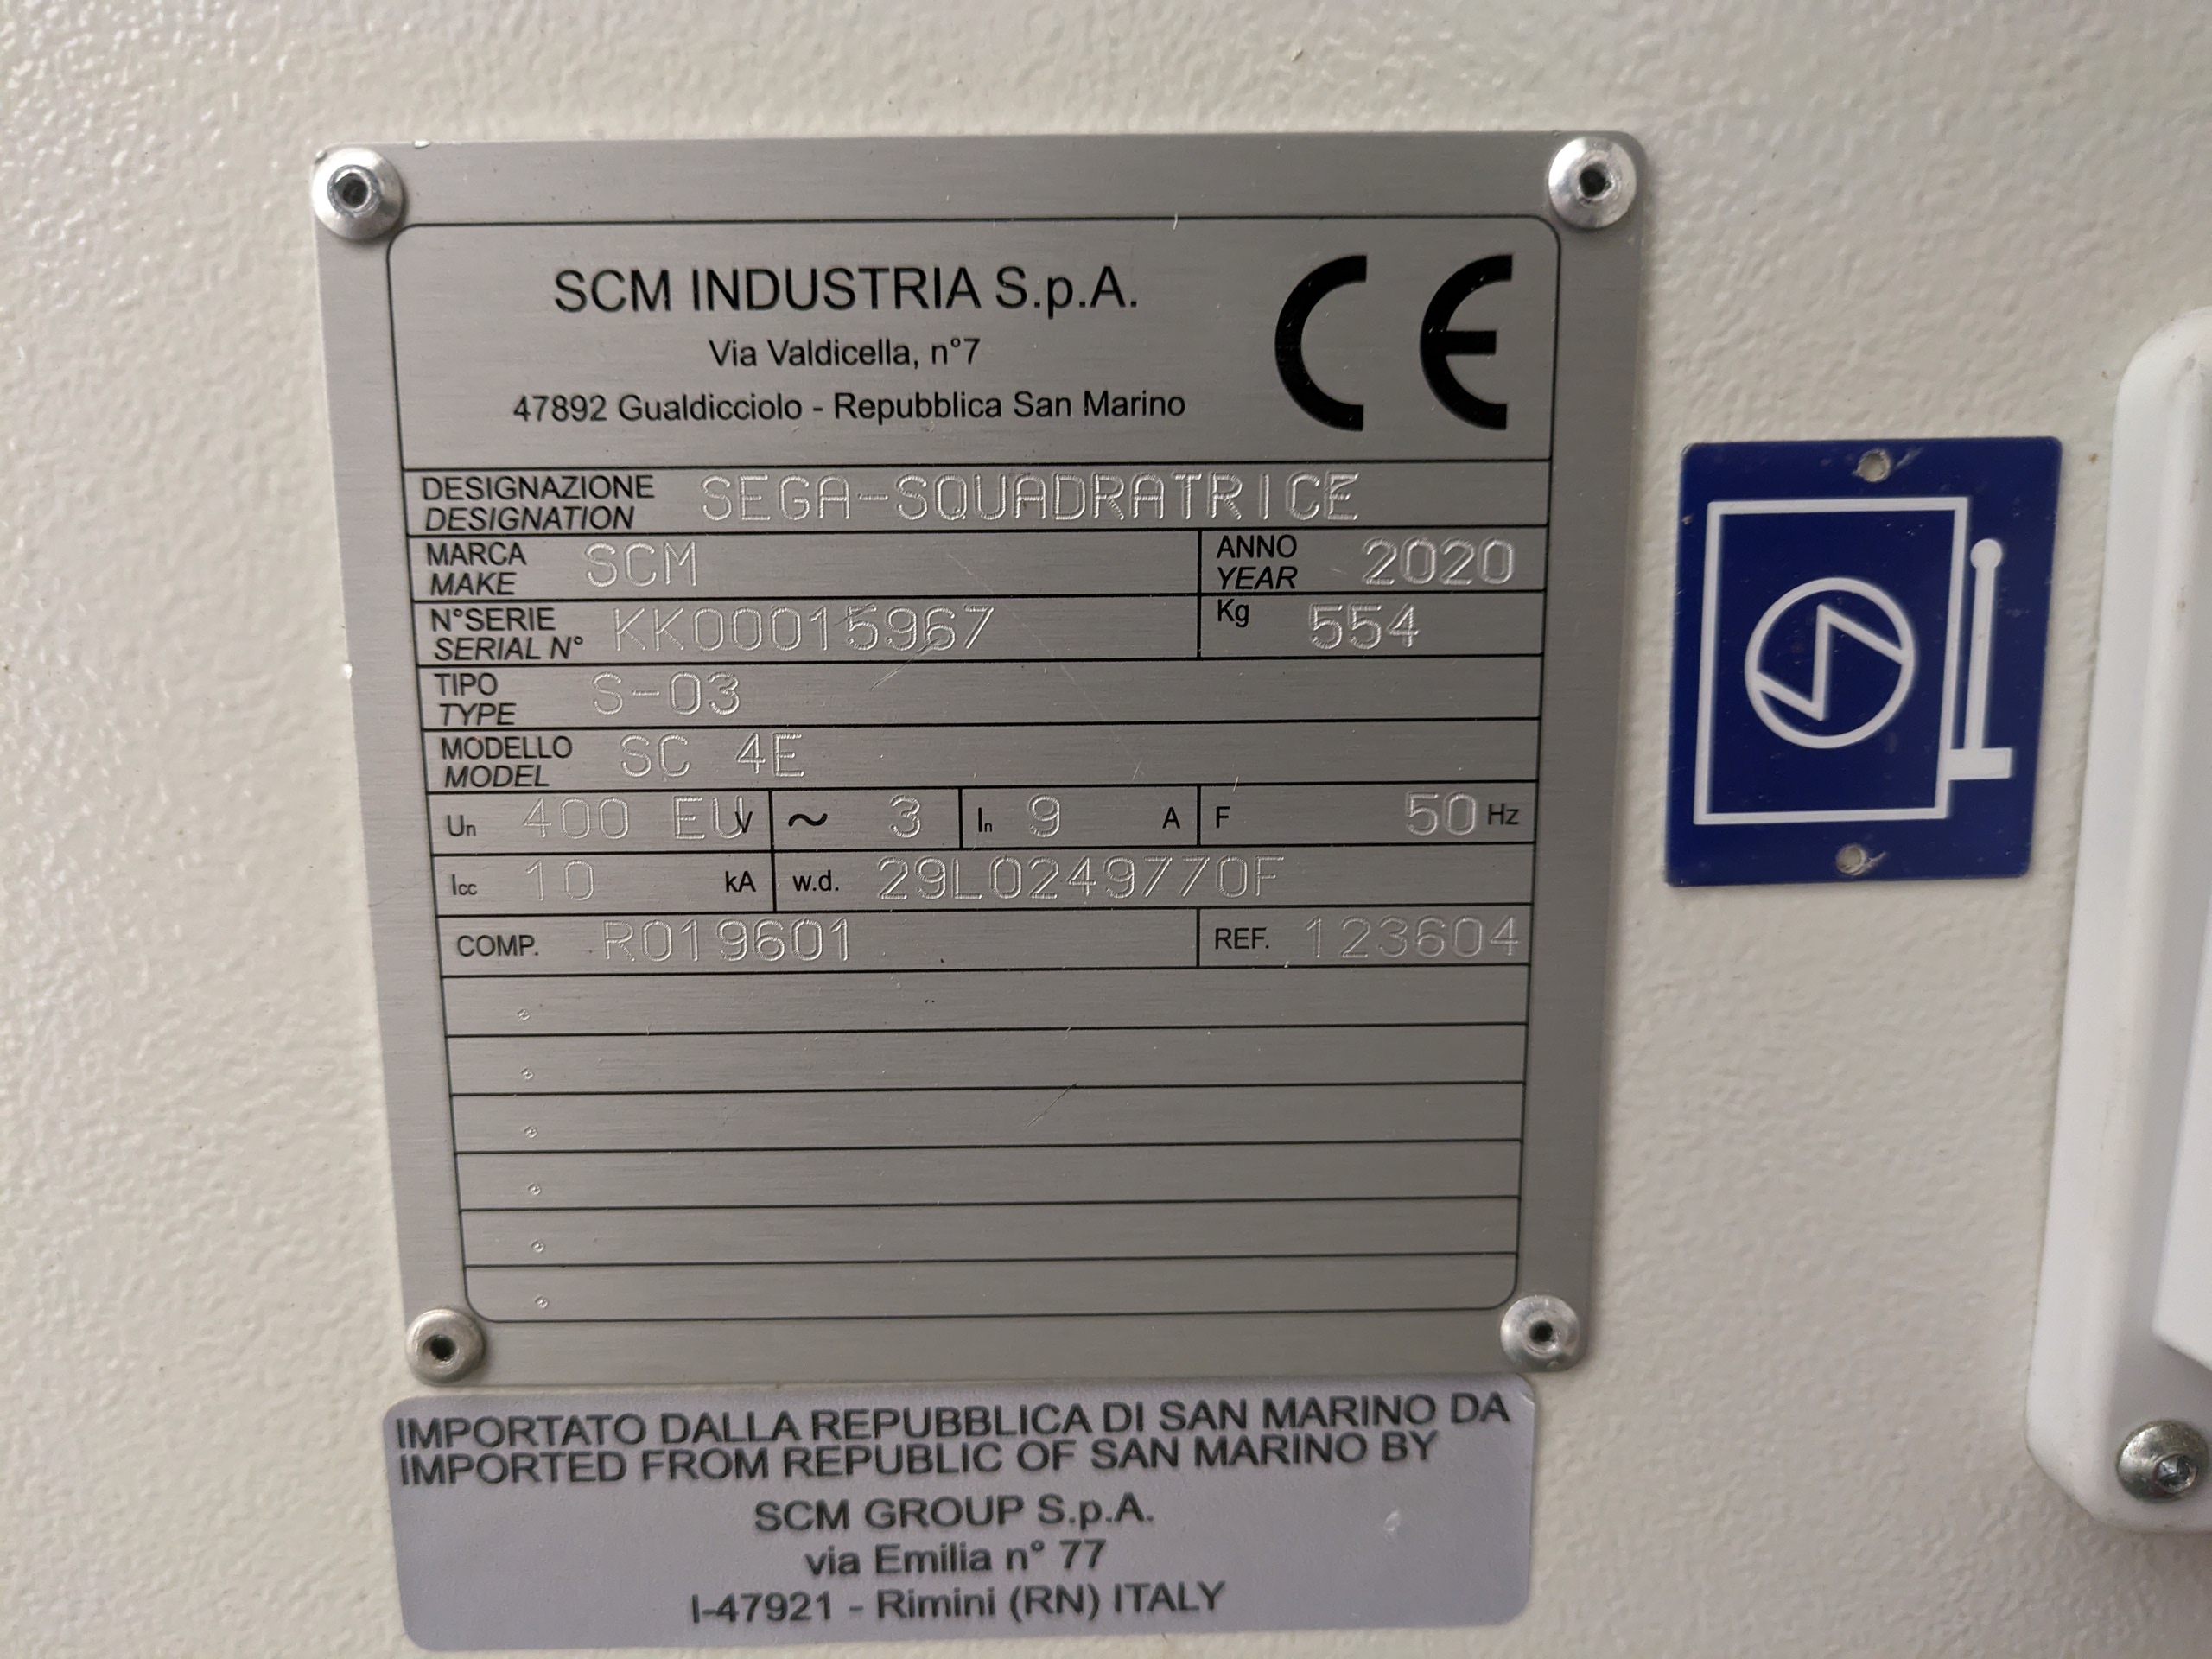 SCM INDUSTRIA S.p.A.
Via Valdicella, n°7
47892 Gualdicciolo - Repubblica San Marino
CE
DESIGNAZIONE
DESIGNATION
SEGA-SQUADRATRICE
MARCA
MAKE
SCM
ANNO
YEAR
2020
N°SERIE
SERIAL N°
KK00015967
Kg
554
TIPO
TYPE
S-03
MODELLO
MODEL
SC 4E
Un 400 EU V
~ 3
In 9 A
F 50 Hz
Icc 10 kA
w.d. 29L0249770F
COMP. R019601
REF. 123604
IMPORTATO DALLA REPUBBLICA DI SAN MARINO DA
IMPORTED FROM REPUBLIC OF SAN MARINO BY
SCM GROUP S.p.A.
via Emilia n° 77
I-47921 - Rimini (RN) ITALY